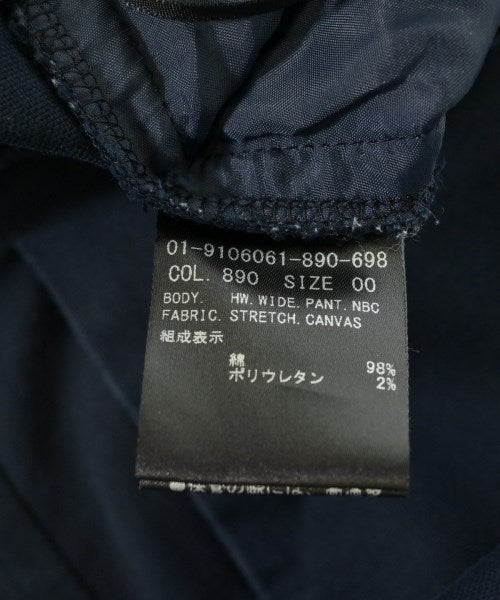 01-9106061-890-698
COL. 890 SIZE 00
BODY. HW. WIDE. PANT. NBC
FABRIC. STRETCH. CANVAS
組成表示
綿 98%
ポリウレタン 2%